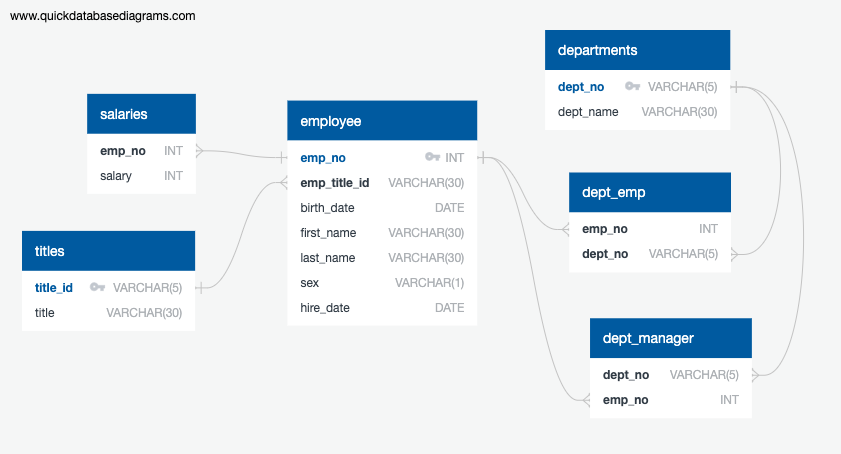 www.quickdatabasediagrams.com
departments
dept_no VARCHAR(5)
dept_name VARCHAR(30)
salaries
emp_no INT
salary INT
employee
emp_no INT
emp_title_id VARCHAR(30)
birth_date DATE
first_name VARCHAR(30)
last_name VARCHAR(30)
sex VARCHAR(1)
hire_date DATE
dept_emp
emp_no INT
dept_no VARCHAR(5)
titles
title_id VARCHAR(5)
title VARCHAR(30)
dept_manager
dept_no VARCHAR(5)
emp_no INT